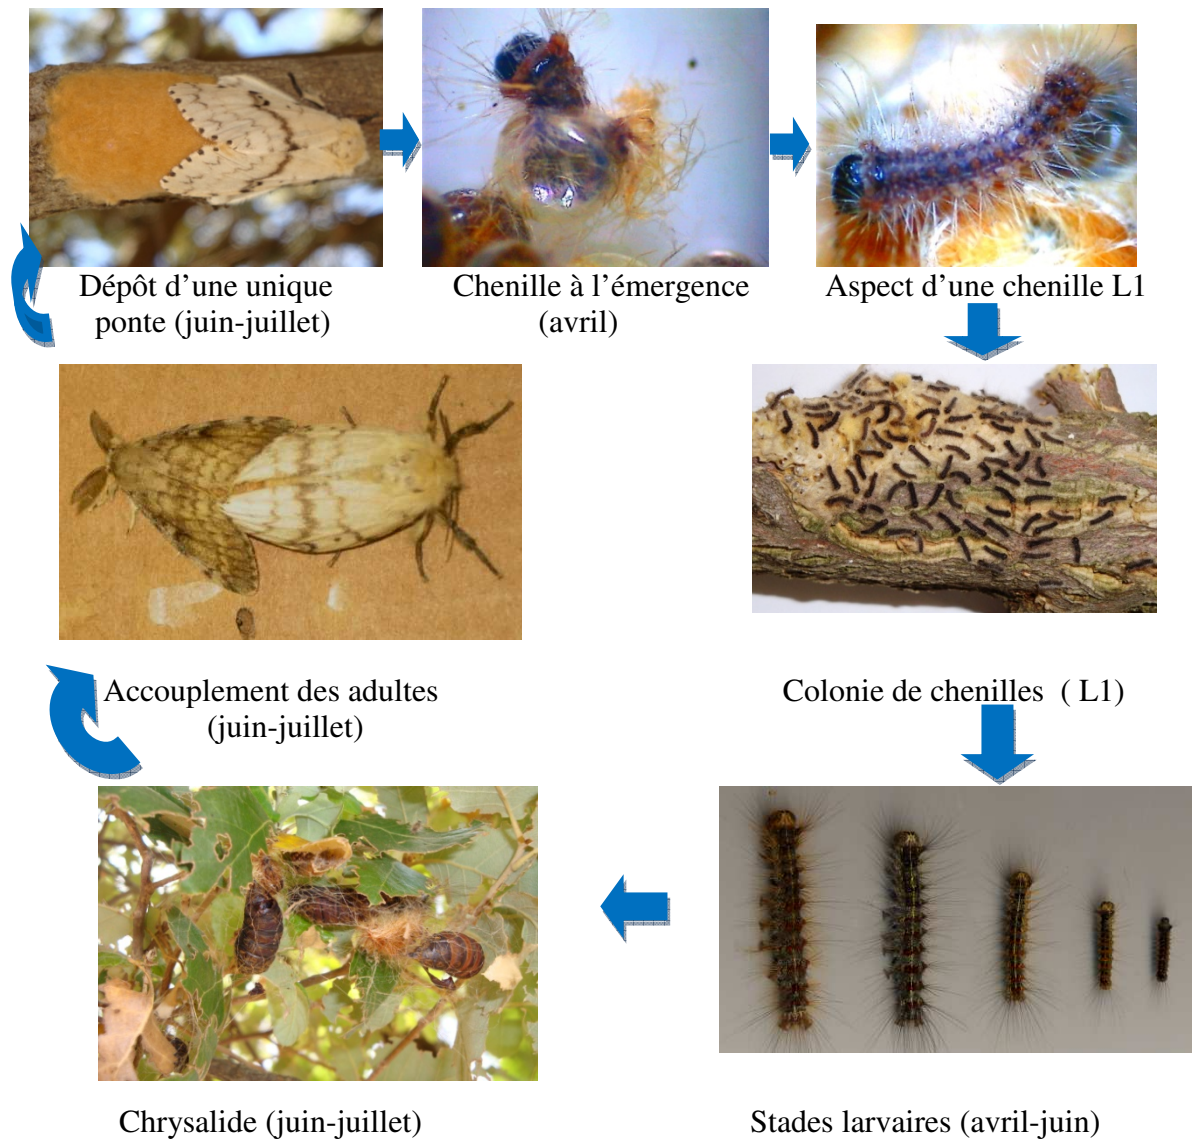 Dépôt d’une unique
ponte (juin-juillet)
Chenille à l’émergence
(avril)
Aspect d’une chenille L1
Accouplement des adultes
(juin-juillet)
Colonie de chenilles ( L1)
Chrysalide (juin-juillet)
Stades larvaires (avril-juin)